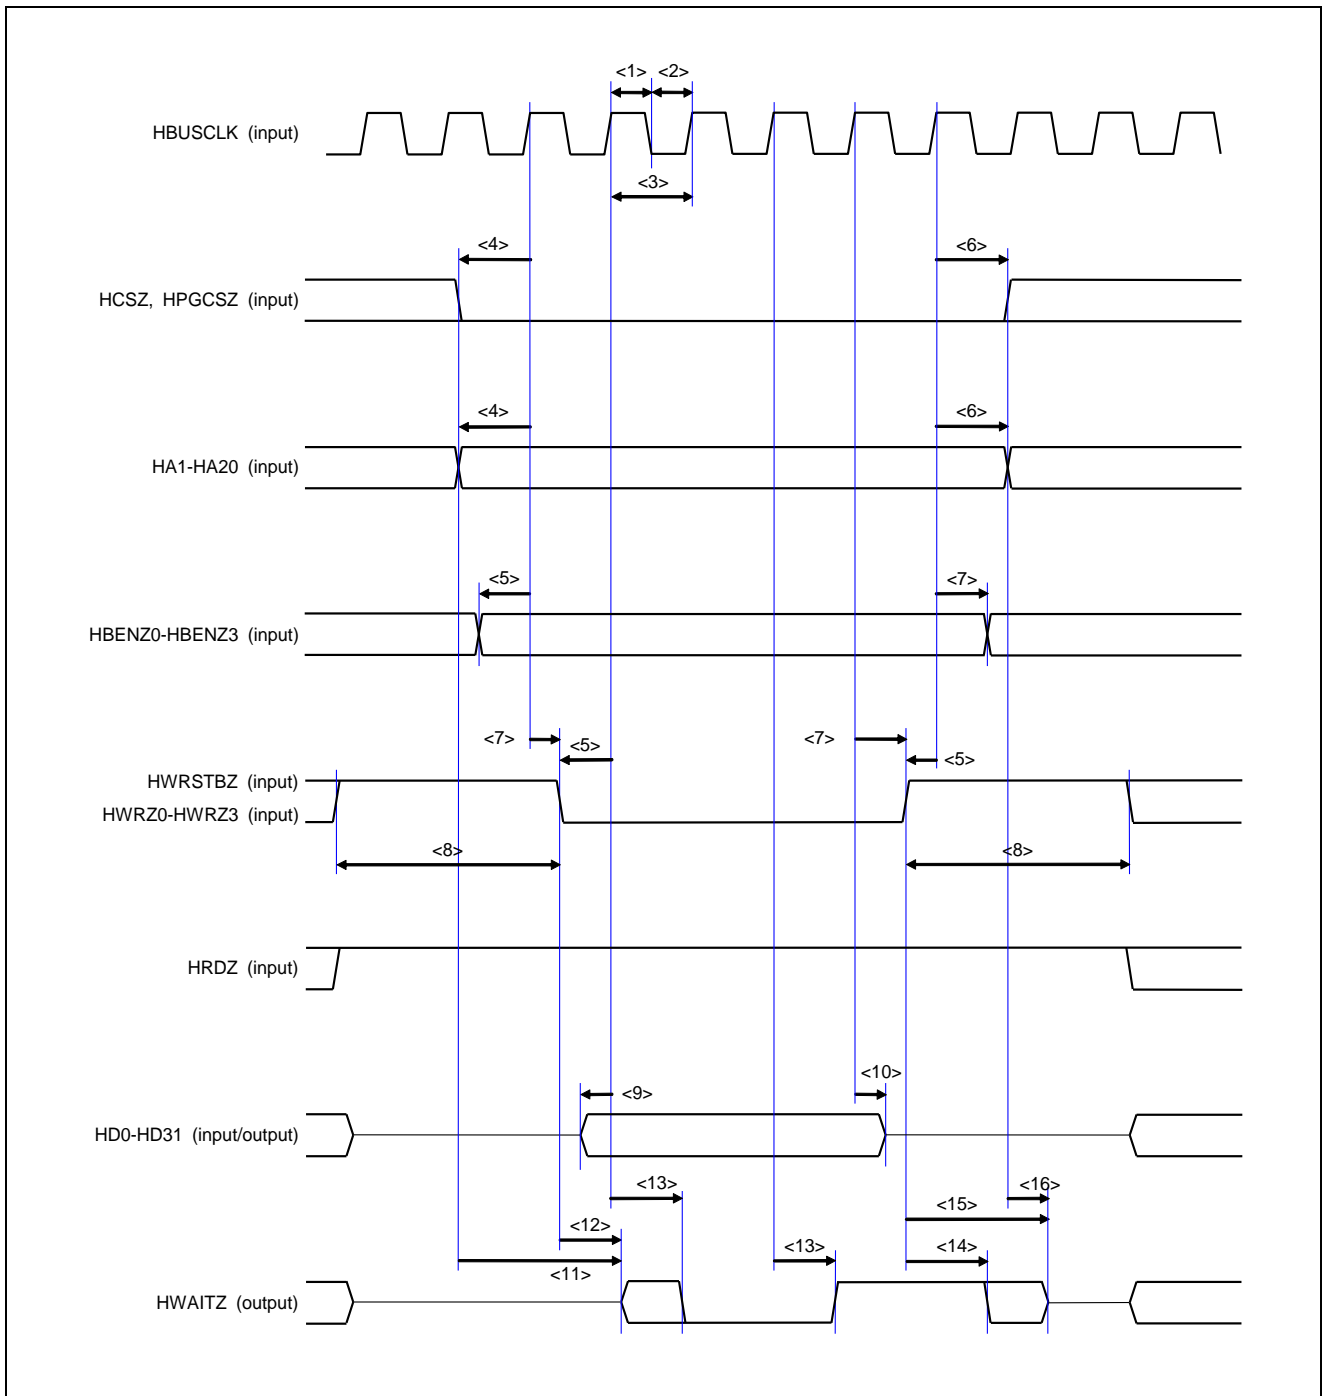 <1> <2>
HBUSCLK (input)
<3>
<4> <6>
HCSZ, HPGCSZ (input)
<4> <6>
HA1-HA20 (input)
<5> <7>
HBENZ0-HBENZ3 (input)
<7> <5> <7> <5>
HWRSTBZ (input)
HWRZ0-HWRZ3 (input)
<8> <8>
HRDZ (input)
<10>
<9>
HD0-HD31 (input/output)
<13> <16>
<15>
<12> <13> <14>
<11>
HWAITZ (output)